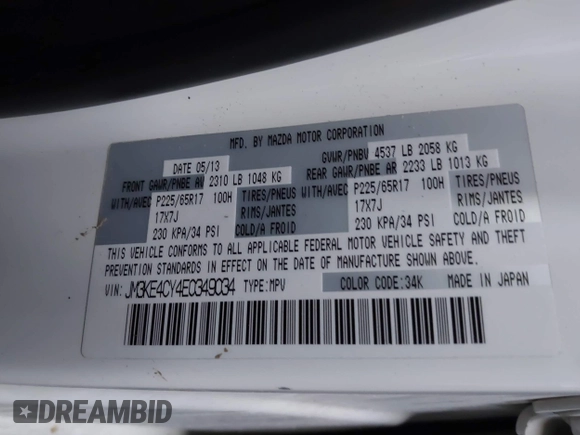 MFD. BY MAZDA MOTOR CORPORATION
DATE 05/13 GVWR/PNBV 4537 LB 2058 KG
FRONT GAWR/PNBE AV 2310 LB 1048 KG REAR GAWR/PNBE AR 2233 LB 1013 KG
WITH/AVEC P225/65R17 100H TIRES/PNEUS WITH/AVEC P225/65R17 100H TIRES/PNEUS
17X7J RIMS/JANTES 17X7J RIMS/JANTES
230 KPA/34 PSI COLD/A FROID 230 KPA/34 PSI COLD/A FROID
THIS VEHICLE CONFORMS TO ALL APPLICABLE FEDERAL MOTOR VEHICLE SAFETY AND THEFT
PREVENTION STANDARDS IN EFFECT ON THE DATE OF MANUFACTURE SHOWN ABOVE.
VIN: JM3KE4CY4E0349034 TYPE:MPV COLOR CODE:34K MADE IN JAPAN
DREAMBID